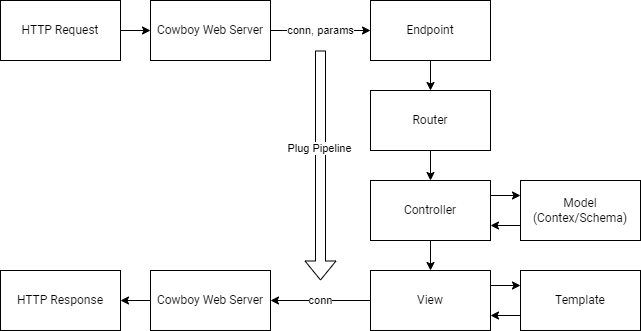 HTTP Request
Cowboy Web Server
conn, params
Endpoint
Router
Plug Pipeline
Controller
Model
(Contex/Schema)
HTTP Response
Cowboy Web Server
conn
View
Template